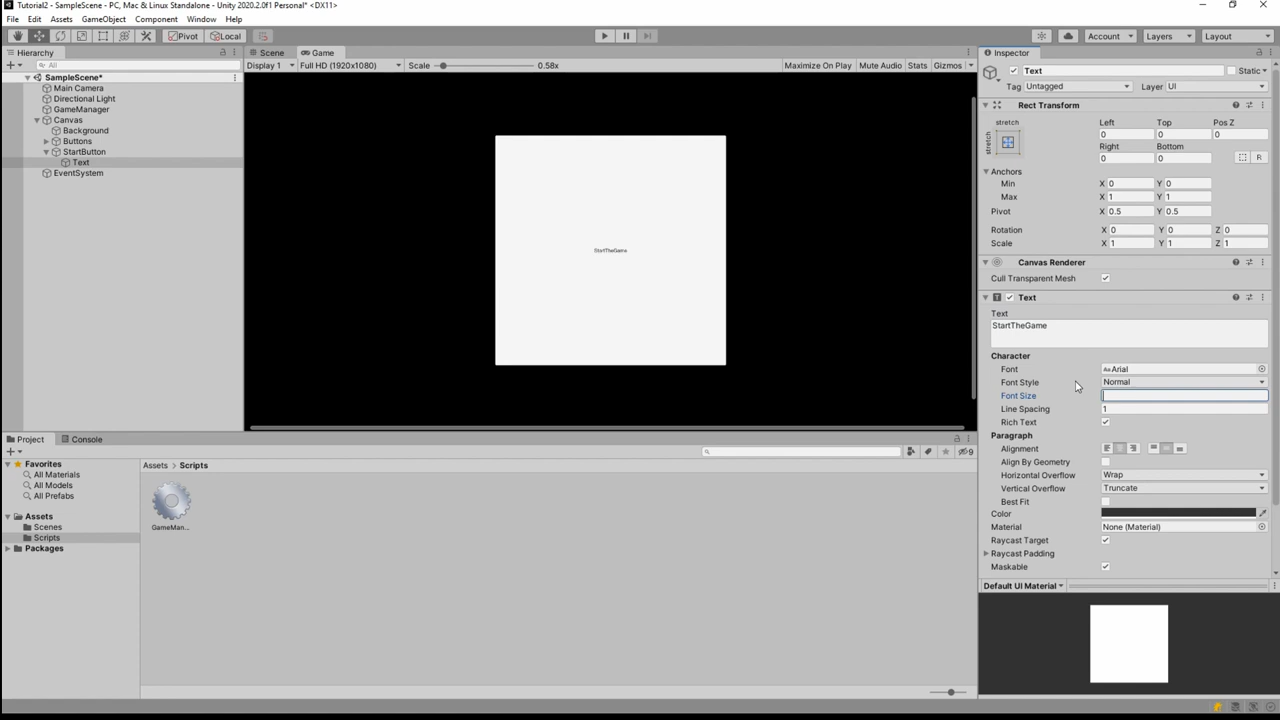 Tutorial2 - SampleScene - PC, Mac & Linux Standalone - Unity 2020.2.0f1 Personal* <DX11>
File Edit Assets GameObject Component Window Help
Pivot Local Account Layers Layout
Hierarchy
All
SampleScene*
Main Camera
Directional Light
GameManager
Canvas
Background
Buttons
StartButton
Text
EventSystem
Scene Game
Display 1 Full HD (1920x1080) Scale 0.58x Maximize On Play Mute Audio Stats Gizmos
StartTheGame
Project Console
Favorites
All Materials
All Models
All Prefabs
Assets
Scenes
Scripts
Packages
Assets > Scripts
9
GameMan...
Inspector
Text Static
Tag Untagged Layer UI
Rect Transform
stretch Left Top Pos Z
stretch
0 0 0
Right Bottom
0 0 R
Anchors
Min X 0 Y 0
Max X 1 Y 1
Pivot X 0.5 Y 0.5
Rotation X 0 Y 0 Z 0
Scale X 1 Y 1 Z 1
Canvas Renderer
Cull Transparent Mesh
T Text
Text
StartTheGame
Character
Font Aa Arial
Font Style Normal
Font Size
Line Spacing 1
Rich Text
Paragraph
Alignment
Align By Geometry
Horizontal Overflow Wrap
Vertical Overflow Truncate
Best Fit
Color
Material None (Material)
Raycast Target
Raycast Padding
Maskable
Default UI Material